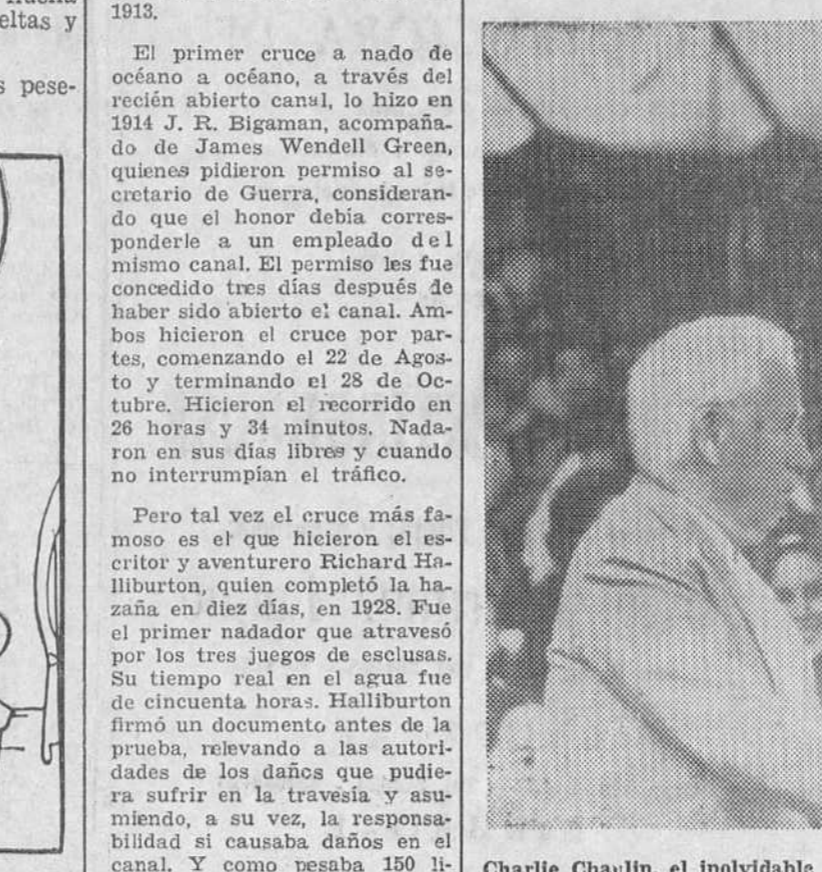 eltas y
s pese-
1913.
El primer cruce a nado de
océano a océano, a través del
recién abierto canal, lo hizo en
1914 J. R. Bigaman, acompaña-
do de James Wendell Green,
quienes pidieron permiso al se-
cretario de Guerra, consideran-
do que el honor debía corres-
ponderle a un empleado del
mismo canal. El permiso les fue
concedido tres días después de
haber sido abierto el canal. Am-
bos hicieron el cruce por par-
tes, comenzando el 22 de Agos-
to y terminando el 28 de Oc-
tubre. Hicieron el recorrido en
26 horas y 34 minutos. Nada-
ron en sus días libres y cuando
no interrumpían el tráfico.
Pero tal vez el cruce más fa-
moso es el que hicieron el es-
critor y aventurero Richard Ha-
lliburton, quien completó la ha-
zaña en diez días, en 1928. Fue
el primer nadador que atravesó
por los tres juegos de esclusas.
Su tiempo real en el agua fue
de cincuenta horas. Halliburton
firmó un documento antes de la
prueba, relevando a las autori-
dades de los daños que pudie-
ra sufrir en la travesía y asu-
miendo, a su vez, la responsa-
bilidad si causaba daños en el
canal. Y como pesaba 150 li-
Charlie Chaplin, el inolvidable